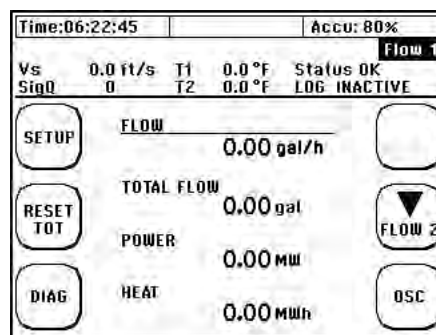 Time:06:22:45 Accu: 80%
Flow 1
Vs 0.0 ft/s T1 0.0 °F Status OK
SigQ 0 T2 0.0 °F LOG INACTIVE
SETUP
FLOW
0.00 gal/h
RESET
TOT
TOTAL FLOW
0.00 gal
FLOW 2
POWER
0.00 MW
DIAG
HEAT
0.00 MWh
OSC